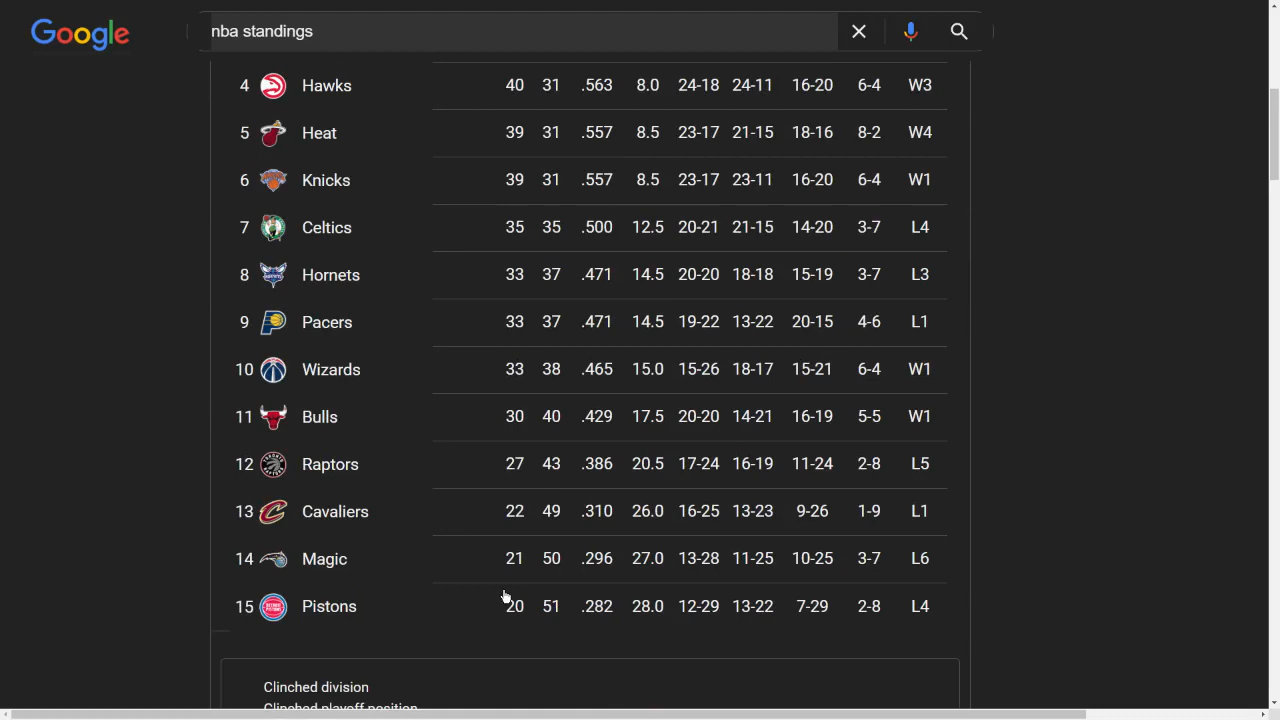 Google
nba standings
4 Hawks 40 31 .563 8.0 24-18 24-11 16-20 6-4 W3
5 Heat 39 31 .557 8.5 23-17 21-15 18-16 8-2 W4
6 Knicks 39 31 .557 8.5 23-17 23-11 16-20 6-4 W1
7 Celtics 35 35 .500 12.5 20-21 21-15 14-20 3-7 L4
8 Hornets 33 37 .471 14.5 20-20 18-18 15-19 3-7 L3
9 Pacers 33 37 .471 14.5 19-22 13-22 20-15 4-6 L1
10 Wizards 33 38 .465 15.0 15-26 18-17 15-21 6-4 W1
11 Bulls 30 40 .429 17.5 20-20 14-21 16-19 5-5 W1
12 Raptors 27 43 .386 20.5 17-24 16-19 11-24 2-8 L5
13 Cavaliers 22 49 .310 26.0 16-25 13-23 9-26 1-9 L1
14 Magic 21 50 .296 27.0 13-28 11-25 10-25 3-7 L6
15 Pistons 20 51 .282 28.0 12-29 13-22 7-29 2-8 L4
Clinched division
Clinched playoff position